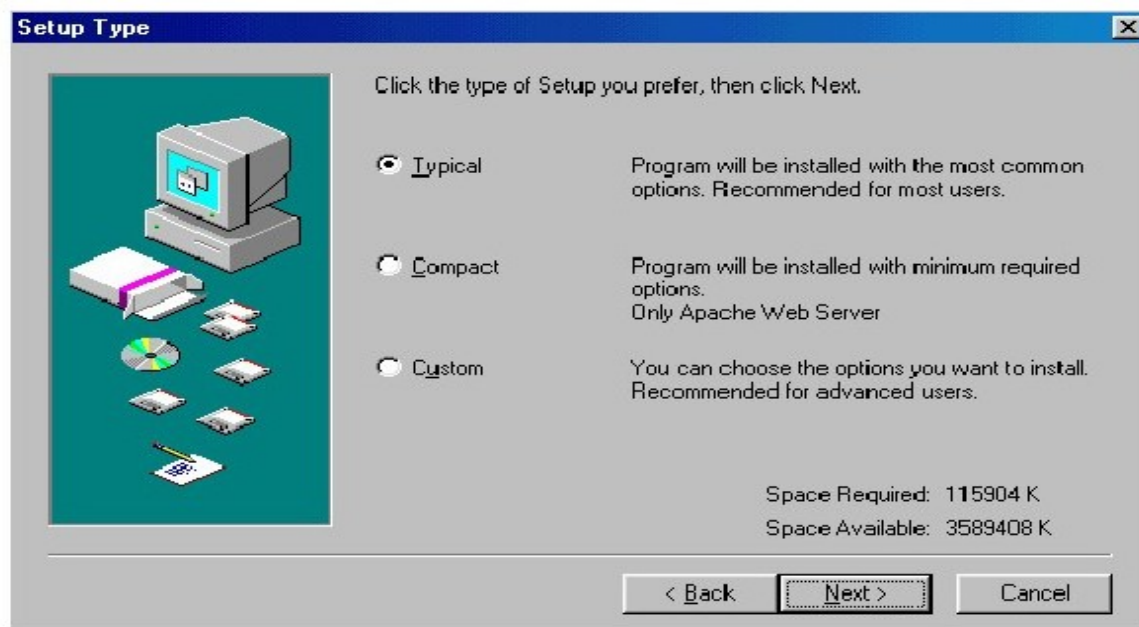 Setup Type
Click the type of Setup you prefer, then click Next.
Typical
Program will be installed with the most common
options. Recommended for most users.
Compact
Program will be installed with minimum required
options.
Only Apache Web Server
Custom
You can choose the options you want to install.
Recommended for advanced users.
Space Required: 115904 K
Space Available: 3589408 K
< Back Next > Cancel